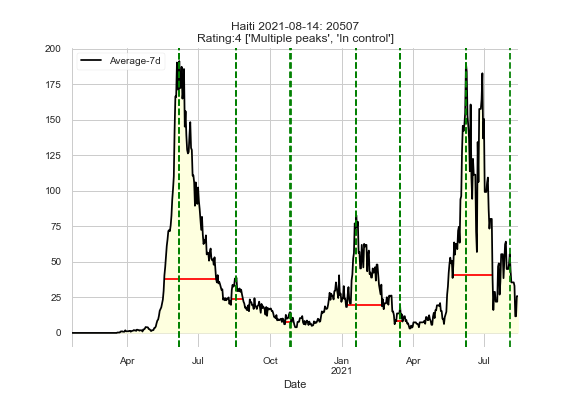 Haiti 2021-08-14: 20507
Rating:4 ['Multiple peaks', 'In control']
Average-7d
200
175
150
125
100
75
50
25
0
Apr Jul Oct Jan Apr Jul
2021
Date